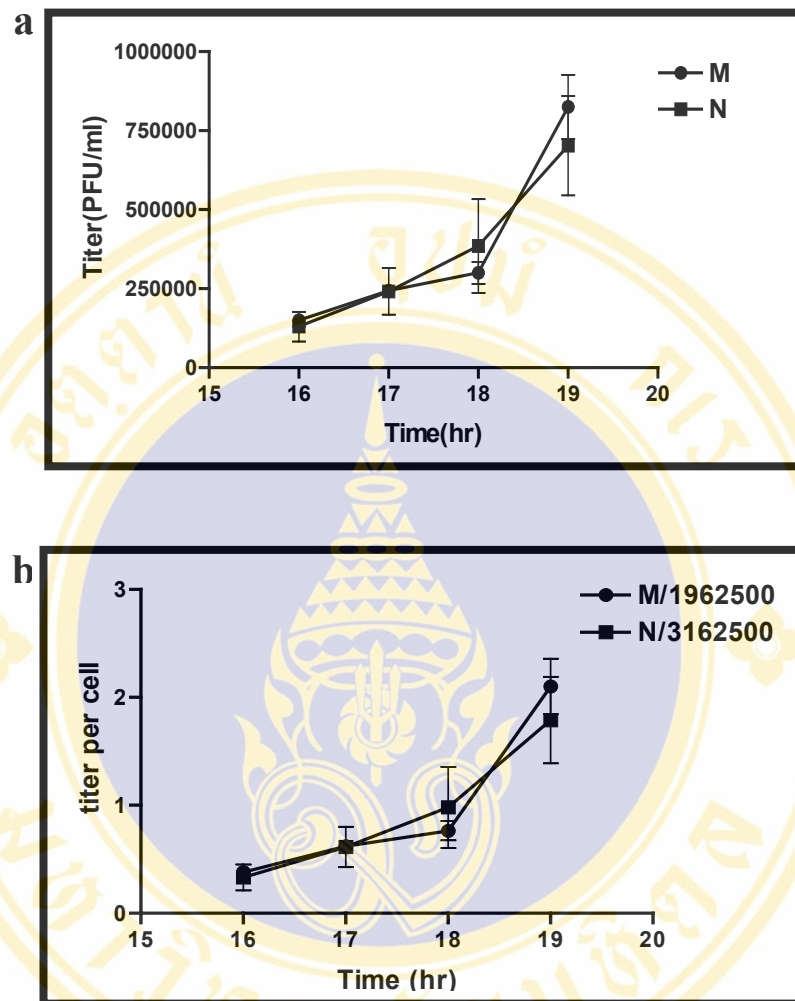 a
1000000
M
N
750000
500000
250000
0
Titer(PFU/ml)
15 16 17 18 19 20
Time(hr)
b
3
M/1962500
N/3162500
2
1
0
titer per cell
15 16 17 18 19 20
Time (hr)